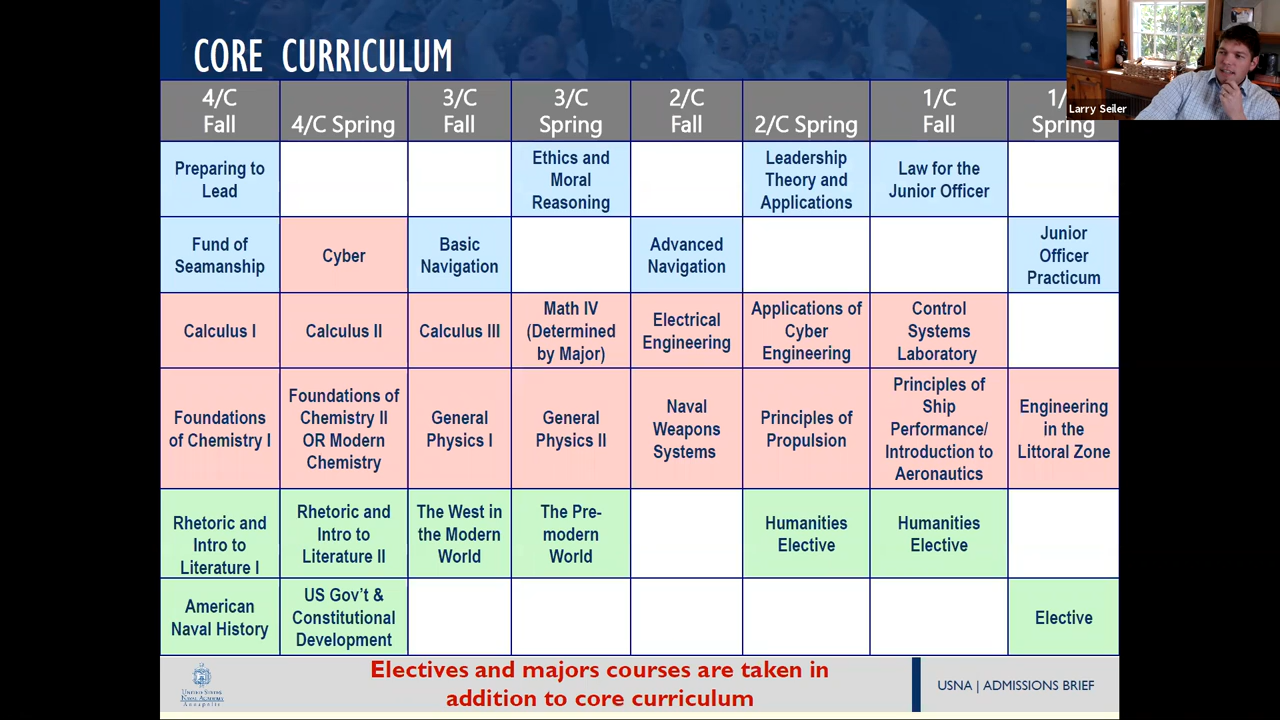 CORE CURRICULUM
Larry Seiler
4/C
Fall
4/C Spring
3/C
Fall
3/C
Spring
2/C
Fall
2/C Spring
1/C
Fall
1/
Spring
Preparing to
Lead
Ethics and
Moral
Reasoning
Leadership
Theory and
Applications
Law for the
Junior Officer
Fund of
Seamanship
Cyber
Basic
Navigation
Advanced
Navigation
Junior
Officer
Practicum
Calculus I
Calculus II
Calculus III
Math IV
(Determined
by Major)
Electrical
Engineering
Applications of
Cyber
Engineering
Control
Systems
Laboratory
Foundations
of Chemistry I
Foundations of
Chemistry II
OR Modern
Chemistry
General
Physics I
General
Physics II
Naval
Weapons
Systems
Principles of
Propulsion
Principles of
Ship
Performance/
Introduction to
Aeronautics
Engineering
in the
Littoral Zone
Rhetoric and
Intro to
Literature I
Rhetoric and
Intro to
Literature II
The West in
the Modern
World
The Pre-
modern
World
Humanities
Elective
Humanities
Elective
American
Naval History
US Gov't &
Constitutional
Development
Elective
United States
Naval Academy
Annapolis
Electives and majors courses are taken in
addition to core curriculum
USNA | ADMISSIONS BRIEF